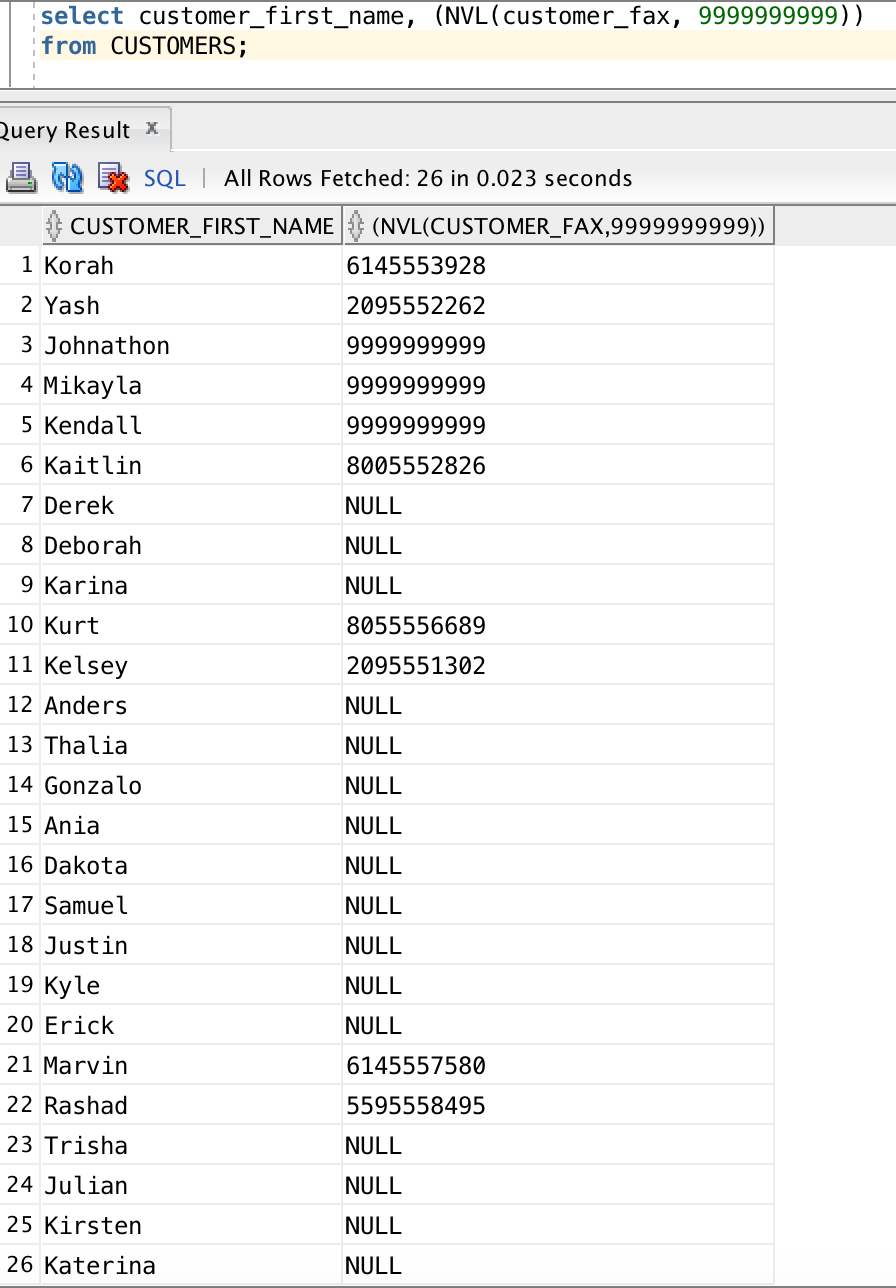 select customer_first_name, (NVL(customer_fax, 9999999999))
from CUSTOMERS;
Query Result x
SQL | All Rows Fetched: 26 in 0.023 seconds
CUSTOMER_FIRST_NAME (NVL(CUSTOMER_FAX,9999999999))
1 Korah 6145553928
2 Yash 2095552262
3 Johnathon 9999999999
4 Mikayla 9999999999
5 Kendall 9999999999
6 Kaitlin 8005552826
7 Derek NULL
8 Deborah NULL
9 Karina NULL
10 Kurt 8055556689
11 Kelsey 2095551302
12 Anders NULL
13 Thalia NULL
14 Gonzalo NULL
15 Ania NULL
16 Dakota NULL
17 Samuel NULL
18 Justin NULL
19 Kyle NULL
20 Erick NULL
21 Marvin 6145557580
22 Rashad 5595558495
23 Trisha NULL
24 Julian NULL
25 Kirsten NULL
26 Katerina NULL